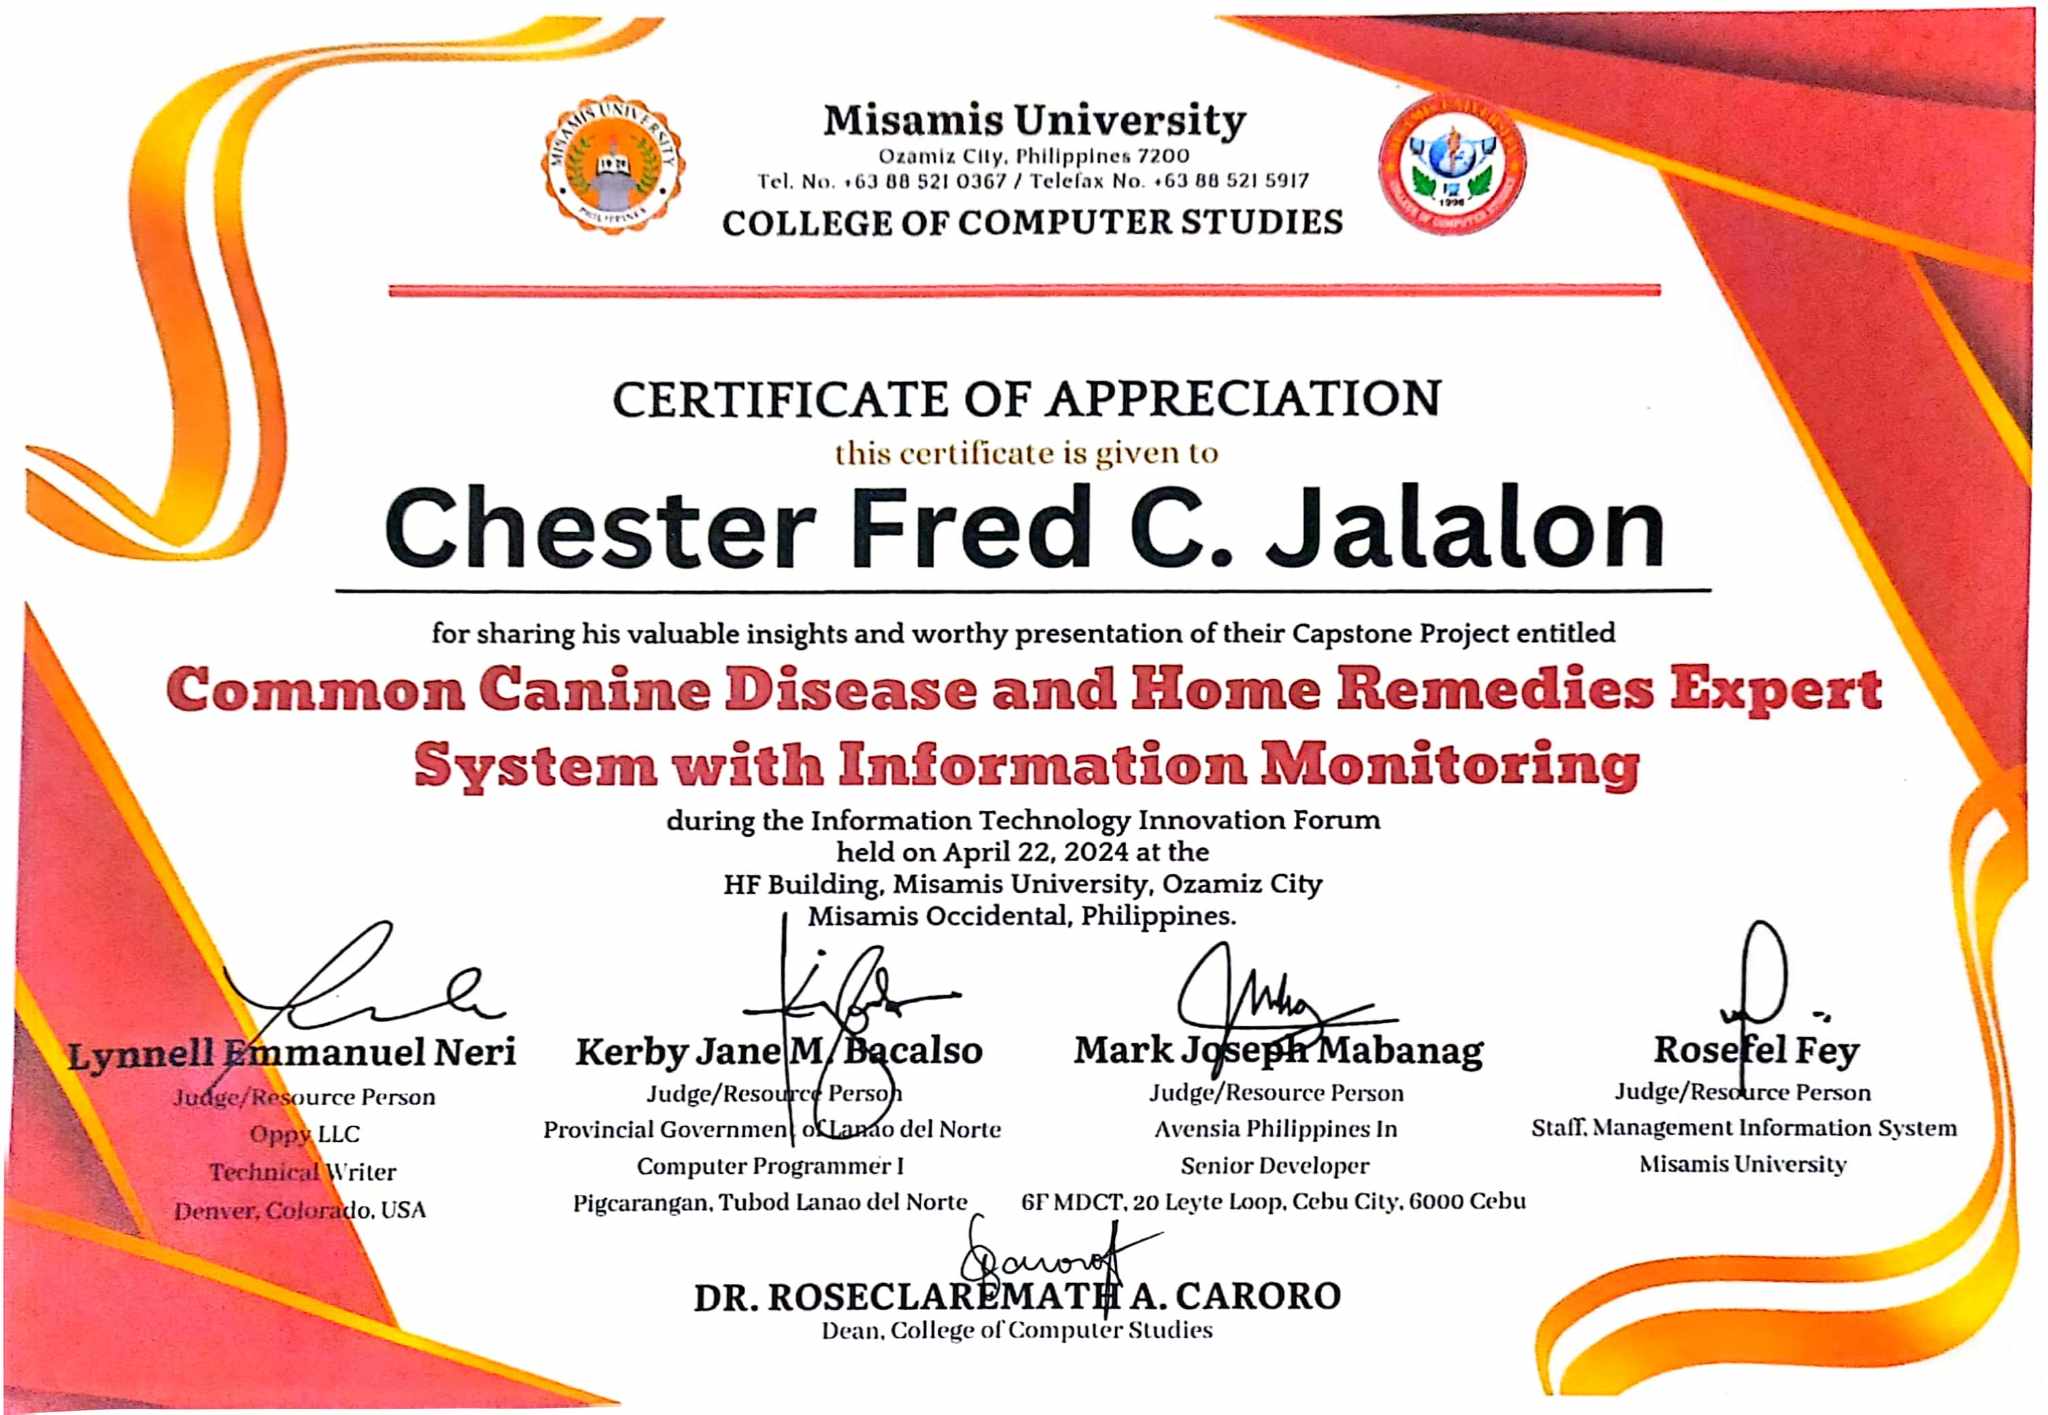 MISAMIS UNIVERSITY
PHILIPPINES
Misamis University
Ozamiz City, Philippines 7200
Tel. No. +63 88 521 0367 / Telefax No. +63 88 521 5917
COLLEGE OF COMPUTER STUDIES
1996
CERTIFICATE OF APPRECIATION
this certificate is given to
Chester Fred C. Jalalon
for sharing his valuable insights and worthy presentation of their Capstone Project entitled
Common Canine Disease and Home Remedies Expert
System with Information Monitoring
during the Information Technology Innovation Forum
held on April 22, 2024 at the
HF Building, Misamis University, Ozamiz City
Misamis Occidental, Philippines.
Lynnell Emmanuel Neri
Judge/Resource Person
Oppy LLC
Technical Writer
Denver, Colorado, USA
Kerby Jane M. Bacalso
Judge/Resource Person
Provincial Government of Lanao del Norte
Computer Programmer I
Pigcarangan, Tubod Lanao del Norte
Mark Joseph Mabanag
Judge/Resource Person
Avensia Philippines In
Senior Developer
6F MDCT, 20 Leyte Loop, Cebu City, 6000 Cebu
Rosefel Fey
Judge/Resource Person
Staff, Management Information System
Misamis University
DR. ROSECLAREMATH A. CARORO
Dean, College of Computer Studies